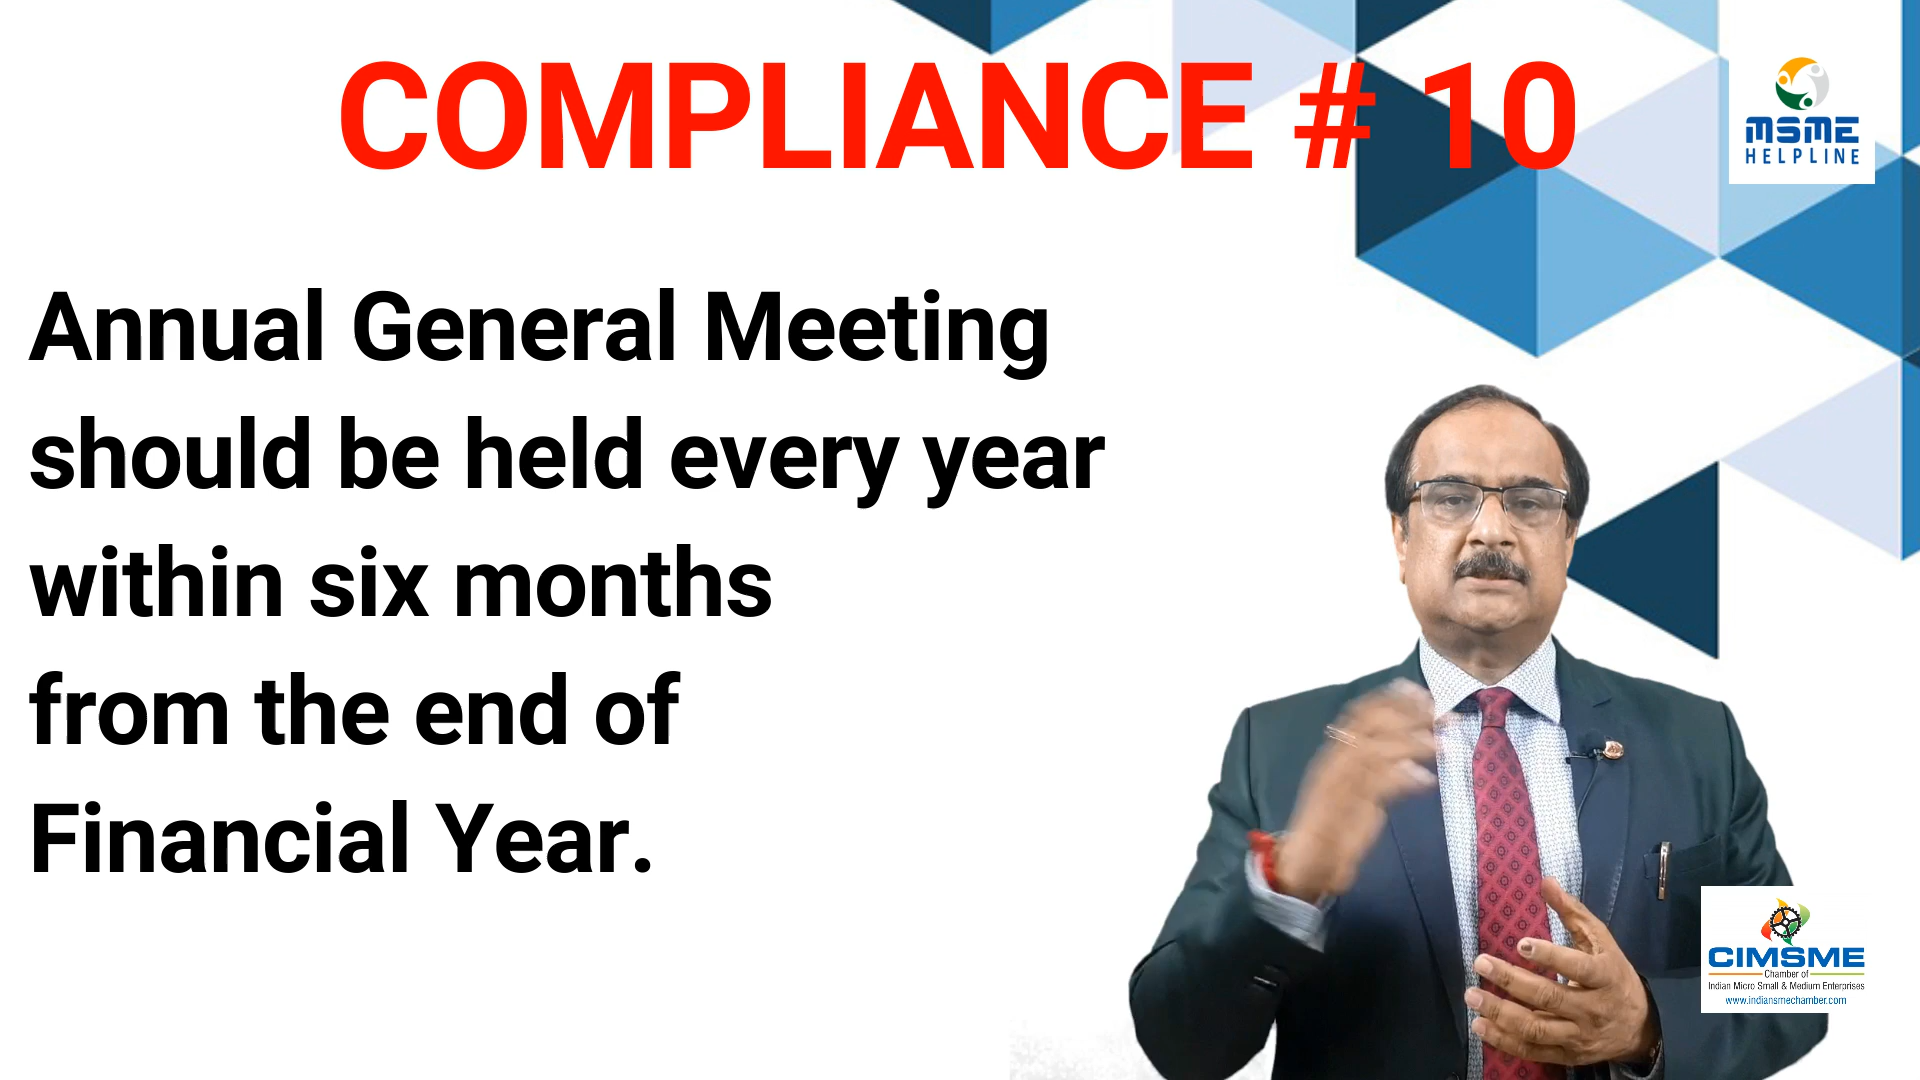 COMPLIANCE # 10
MSME
HELPLINE
Annual General Meeting
should be held every year
within six months
from the end of
Financial Year.
CIMSME
Chamber of
Indian Micro Small & Medium Enterprises
www.indiansmechamber.com